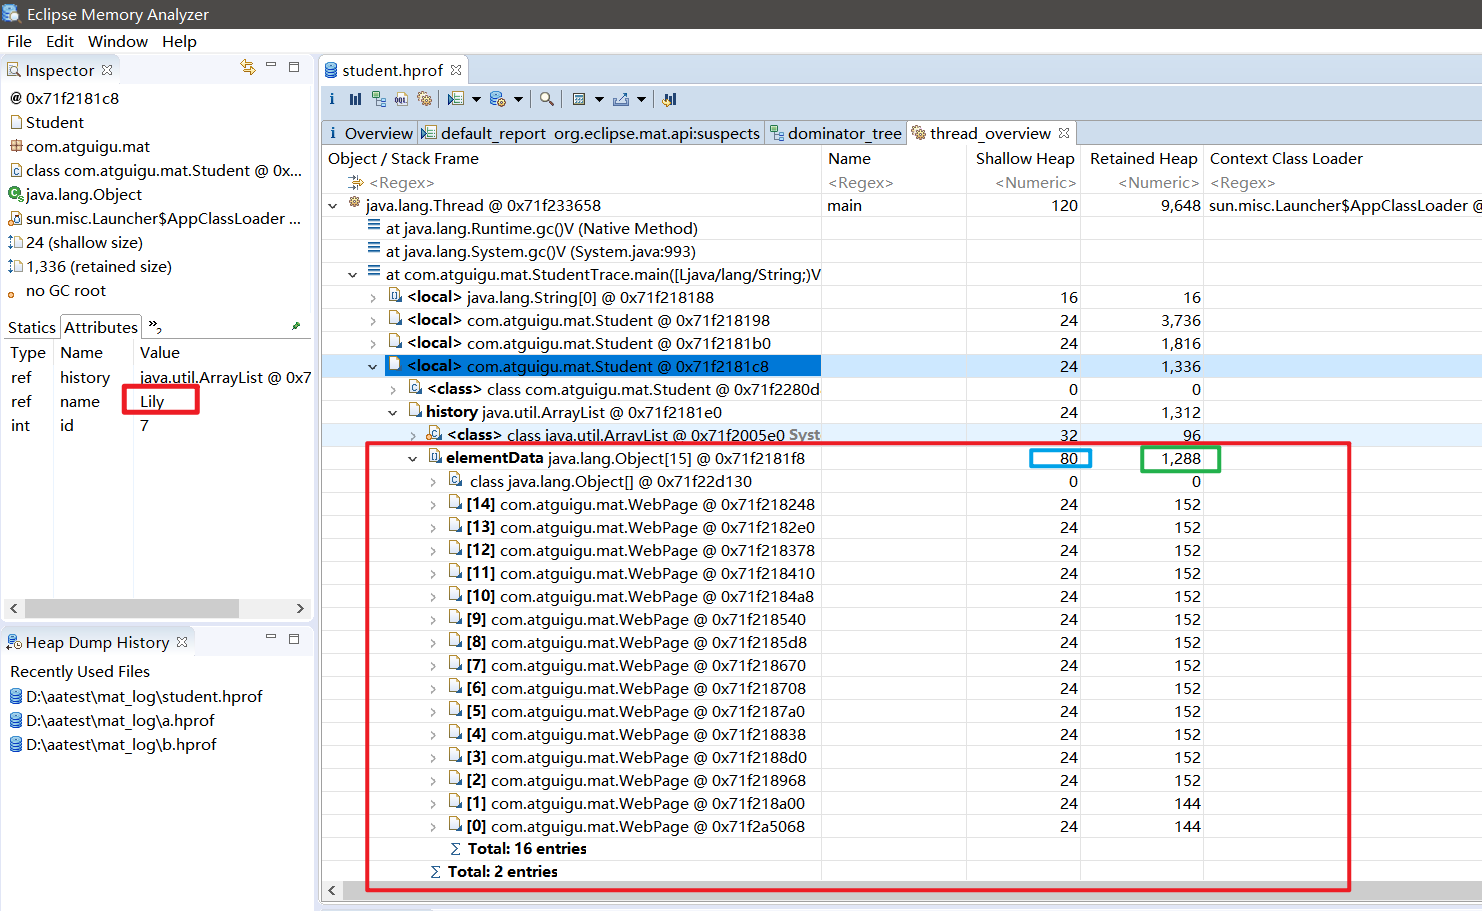 Eclipse Memory Analyzer
File Edit Window Help
Inspector
@ 0x71f2181c8
Student
com.atguigu.mat
class com.atguigu.mat.Student @ 0x...
java.lang.Object
sun.misc.Launcher$AppClassLoader ...
24 (shallow size)
1,336 (retained size)
no GC root
Statics Attributes »2
Type Name Value
ref history java.util.ArrayList @ 0x7
ref name Lily
int id 7
Heap Dump History
Recently Used Files
D:\aatest\mat_log\student.hprof
D:\aatest\mat_log\a.hprof
D:\aatest\mat_log\b.hprof
student.hprof
i OQL
i Overview default_report org.eclipse.mat.api:suspects dominator_tree thread_overview
Object / Stack Frame Name Shallow Heap Retained Heap Context Class Loader
<Regex> <Regex> <Numeric> <Numeric> <Regex>
java.lang.Thread @ 0x71f233658 main 120 9,648 sun.misc.Launcher$AppClassLoader @
at java.lang.Runtime.gc()V (Native Method)
at java.lang.System.gc()V (System.java:993)
at com.atguigu.mat.StudentTrace.main([Ljava/lang/String;)V
<local> java.lang.String[0] @ 0x71f218188 16 16
<local> com.atguigu.mat.Student @ 0x71f218198 24 3,736
<local> com.atguigu.mat.Student @ 0x71f2181b0 24 1,816
<local> com.atguigu.mat.Student @ 0x71f2181c8 24 1,336
<class> class com.atguigu.mat.Student @ 0x71f2280d 0 0
history java.util.ArrayList @ 0x71f2181e0 24 1,312
<class> class java.util.ArrayList @ 0x71f2005e0 Syst 32 96
elementData java.lang.Object[15] @ 0x71f2181f8 80 1,288
class java.lang.Object[] @ 0x71f22d130 0 0
[14] com.atguigu.mat.WebPage @ 0x71f218248 24 152
[13] com.atguigu.mat.WebPage @ 0x71f2182e0 24 152
[12] com.atguigu.mat.WebPage @ 0x71f218378 24 152
[11] com.atguigu.mat.WebPage @ 0x71f218410 24 152
[10] com.atguigu.mat.WebPage @ 0x71f2184a8 24 152
[9] com.atguigu.mat.WebPage @ 0x71f218540 24 152
[8] com.atguigu.mat.WebPage @ 0x71f2185d8 24 152
[7] com.atguigu.mat.WebPage @ 0x71f218670 24 152
[6] com.atguigu.mat.WebPage @ 0x71f218708 24 152
[5] com.atguigu.mat.WebPage @ 0x71f2187a0 24 152
[4] com.atguigu.mat.WebPage @ 0x71f218838 24 152
[3] com.atguigu.mat.WebPage @ 0x71f2188d0 24 152
[2] com.atguigu.mat.WebPage @ 0x71f218968 24 152
[1] com.atguigu.mat.WebPage @ 0x71f218a00 24 144
[0] com.atguigu.mat.WebPage @ 0x71f2a5068 24 144
Σ Total: 16 entries
Σ Total: 2 entries